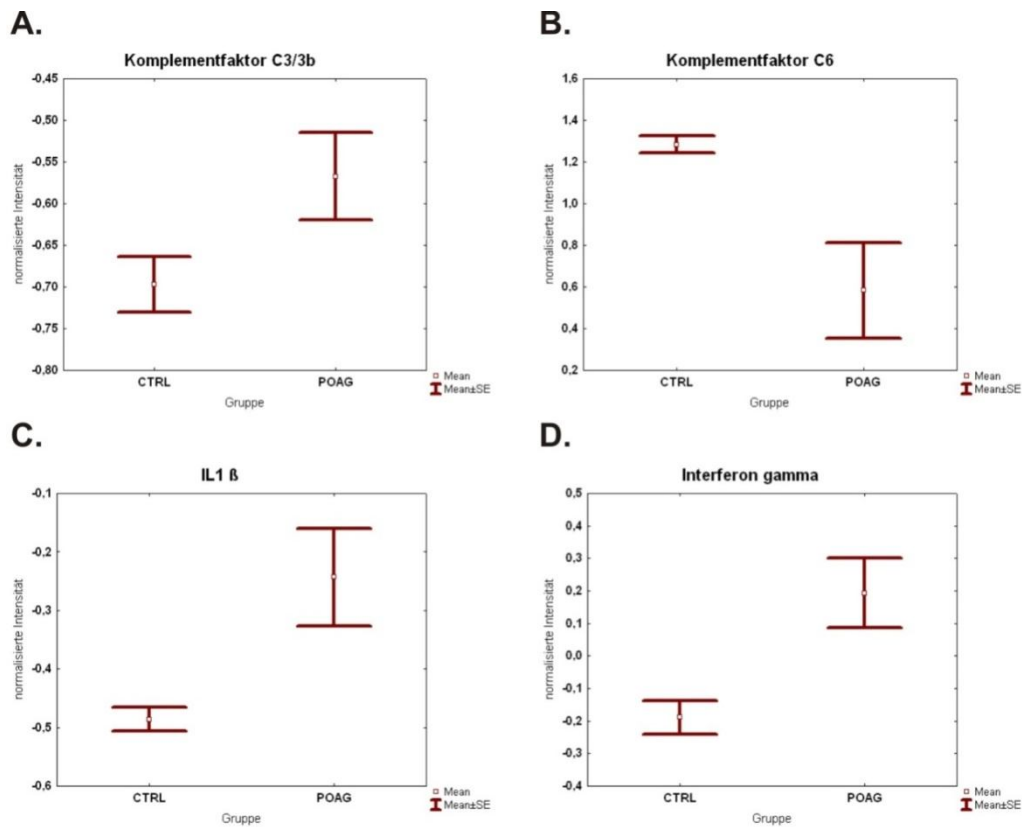 A.
Komplementfaktor C3/3b
normalisierte Intensität
-0,45
-0,50
-0,55
-0,60
-0,65
-0,70
-0,75
-0,80
CTRL POAG
Gruppe
Mean
Mean±SE
B.
Komplementfaktor C6
normalisierte Intensität
1,6
1,4
1,2
1,0
0,8
0,6
0,4
0,2
CTRL POAG
Gruppe
Mean
Mean±SE
C.
IL1 ß
normalisierte Intensität
-0,1
-0,2
-0,3
-0,4
-0,5
-0,6
CTRL POAG
Gruppe
Mean
Mean±SE
D.
Interferon gamma
normalisierte Intensität
0,5
0,4
0,3
0,2
0,1
0,0
-0,1
-0,2
-0,3
-0,4
CTRL POAG
Gruppe
Mean
Mean±SE